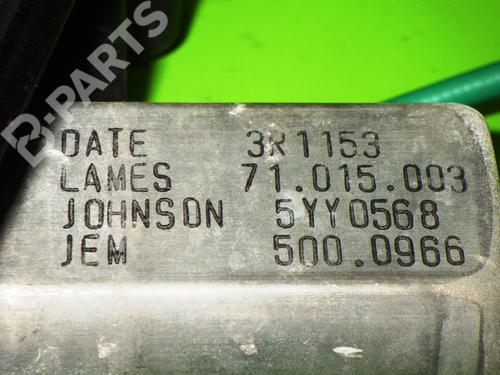 B-PARTS
DATE 3R1153
LAMES 71.015.003
JOHNSON 5YY0568
JEM 500.0966